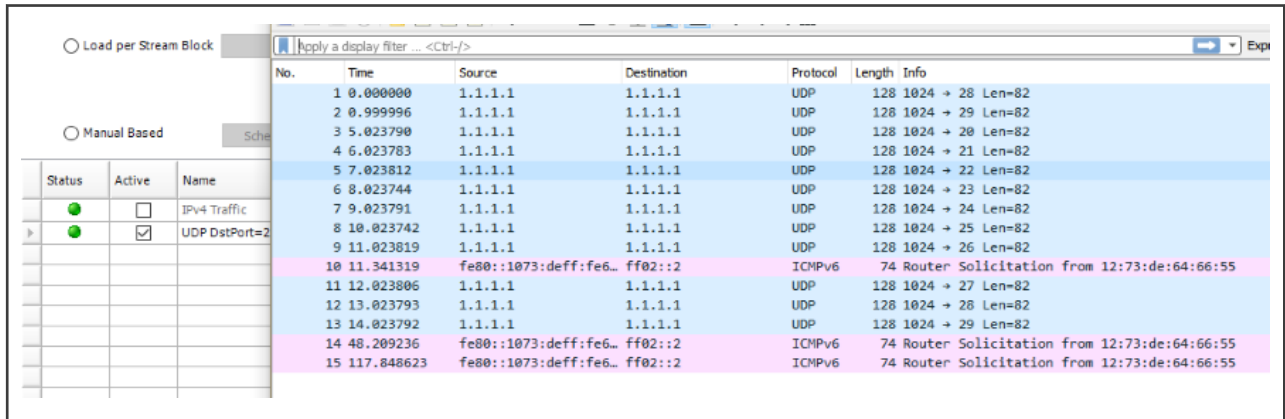 Load per Stream Block
Apply a display filter ... <Ctrl-/>
No. Time Source Destination Protocol Length Info
1 0.000000 1.1.1.1 1.1.1.1 UDP 128 1024 → 28 Len=82
2 0.999996 1.1.1.1 1.1.1.1 UDP 128 1024 → 29 Len=82
Manual Based
3 5.023790 1.1.1.1 1.1.1.1 UDP 128 1024 → 20 Len=82
4 6.023783 1.1.1.1 1.1.1.1 UDP 128 1024 → 21 Len=82
5 7.023812 1.1.1.1 1.1.1.1 UDP 128 1024 → 22 Len=82
6 8.023744 1.1.1.1 1.1.1.1 UDP 128 1024 → 23 Len=82
7 9.023791 1.1.1.1 1.1.1.1 UDP 128 1024 → 24 Len=82
8 10.023742 1.1.1.1 1.1.1.1 UDP 128 1024 → 25 Len=82
9 11.023819 1.1.1.1 1.1.1.1 UDP 128 1024 → 26 Len=82
10 11.341319 fe80::1073:deff:fe6… ff02::2 ICMPv6 74 Router Solicitation from 12:73:de:64:66:55
11 12.023806 1.1.1.1 1.1.1.1 UDP 128 1024 → 27 Len=82
12 13.023793 1.1.1.1 1.1.1.1 UDP 128 1024 → 28 Len=82
13 14.023792 1.1.1.1 1.1.1.1 UDP 128 1024 → 29 Len=82
14 48.209236 fe80::1073:deff:fe6… ff02::2 ICMPv6 74 Router Solicitation from 12:73:de:64:66:55
15 117.848623 fe80::1073:deff:fe6… ff02::2 ICMPv6 74 Router Solicitation from 12:73:de:64:66:55
Status Active Name
IPv4 Traffic
UDP DstPort=2